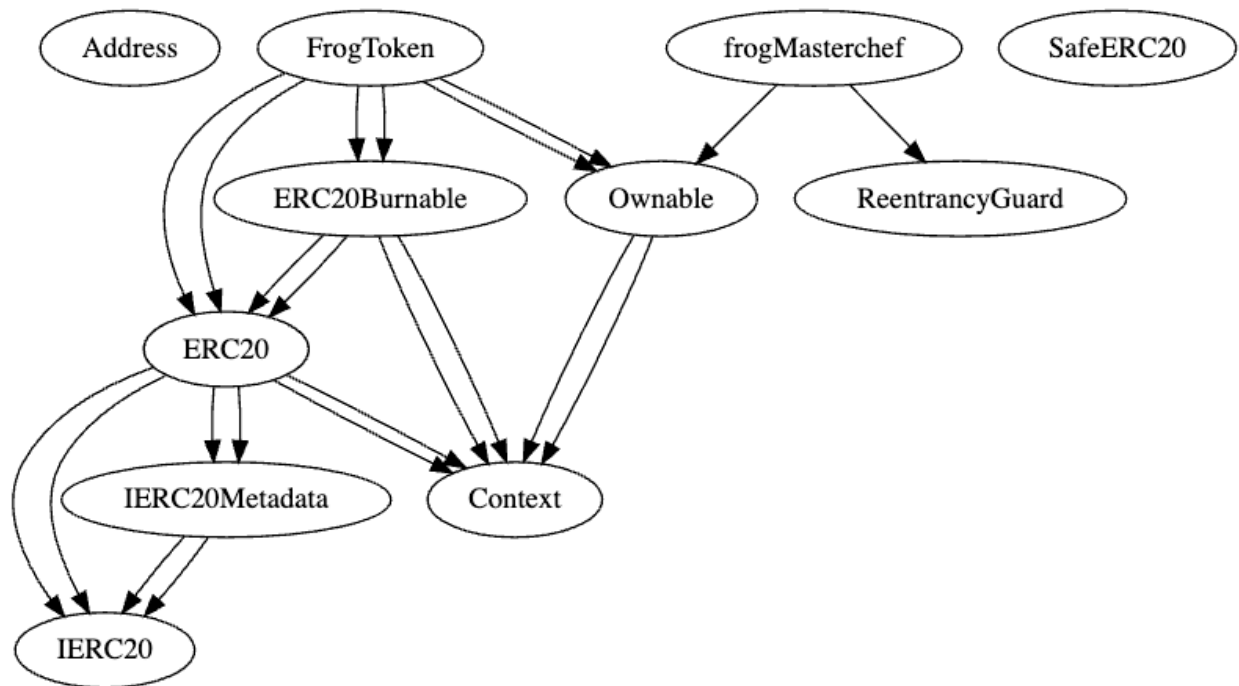 Address
FrogToken
frogMasterchef
SafeERC20
ERC20Burnable
Ownable
ReentrancyGuard
ERC20
IERC20Metadata
Context
IERC20